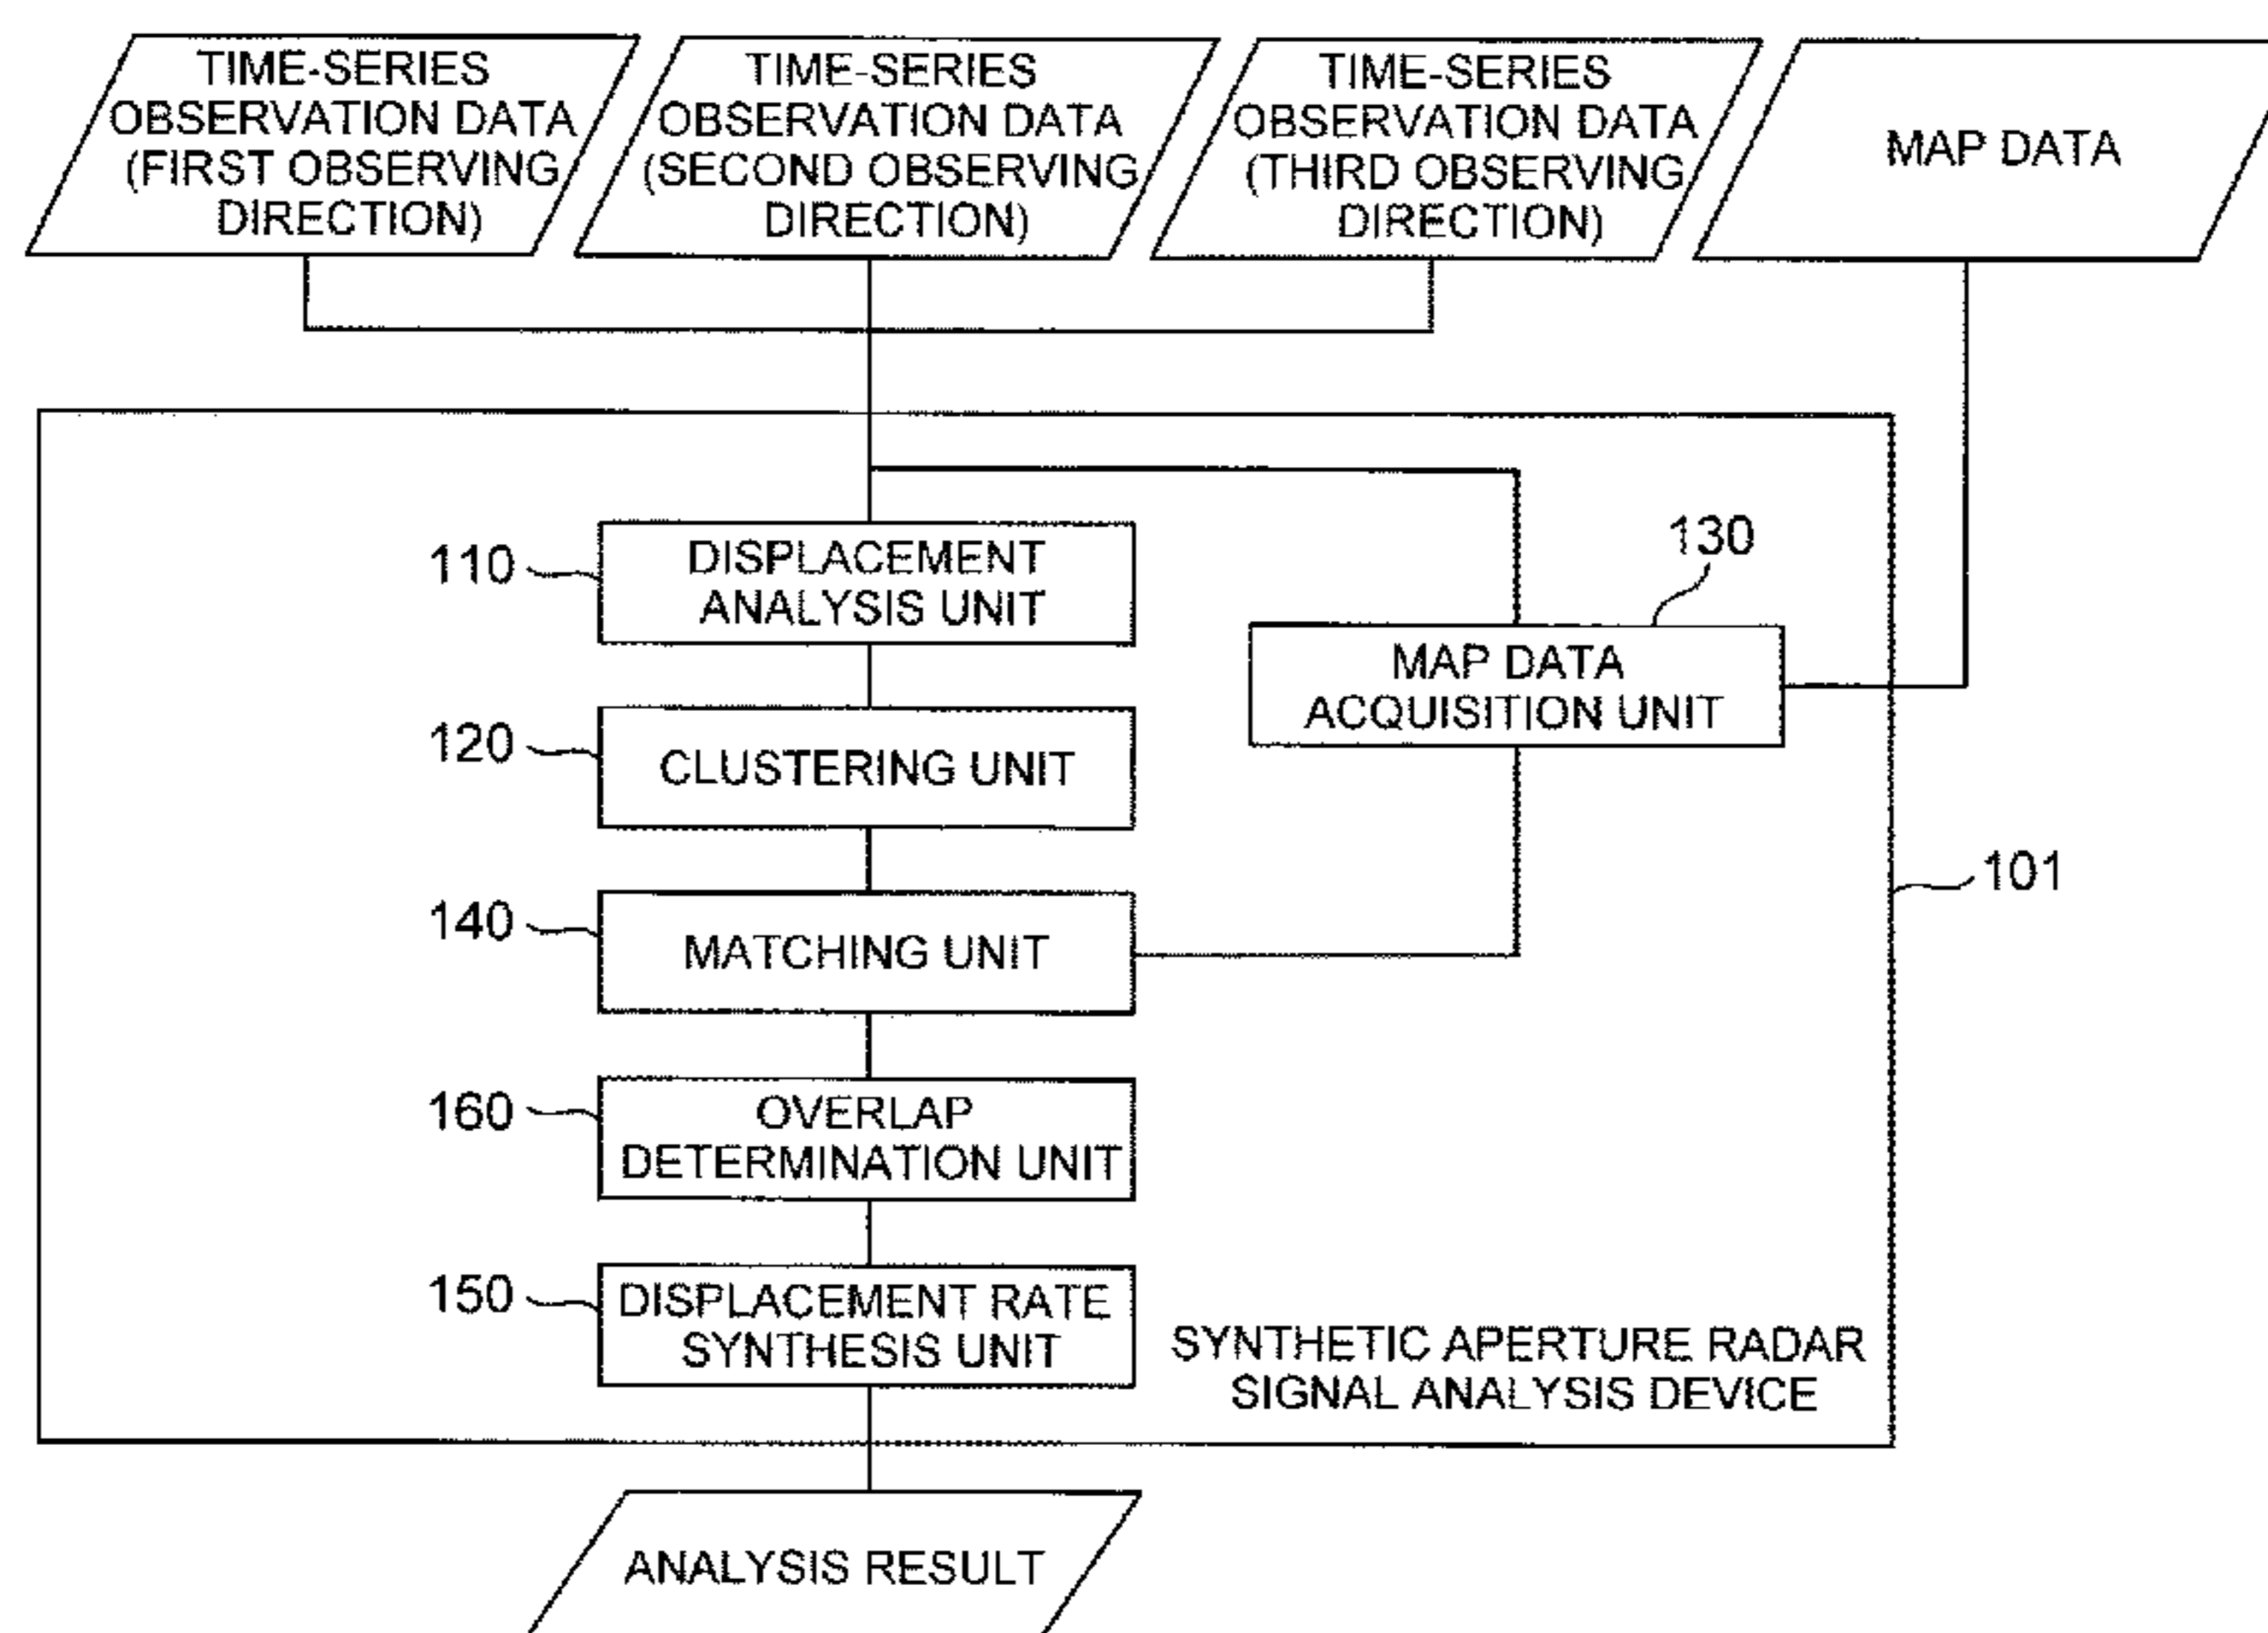 TIME-SERIES
OBSERVATION DATA
(FIRST OBSERVING
DIRECTION)
TIME-SERIES
OBSERVATION DATA
(SECOND OBSERVING
DIRECTION)
TIME-SERIES
OBSERVATION DATA
(THIRD OBSERVING
DIRECTION)
MAP DATA
110
DISPLACEMENT
ANALYSIS UNIT
130
MAP DATA
ACQUISITION UNIT
120
CLUSTERING UNIT
101
140
MATCHING UNIT
160
OVERLAP
DETERMINATION UNIT
150
DISPLACEMENT RATE
SYNTHESIS UNIT
SYNTHETIC APERTURE RADAR
SIGNAL ANALYSIS DEVICE
ANALYSIS RESULT